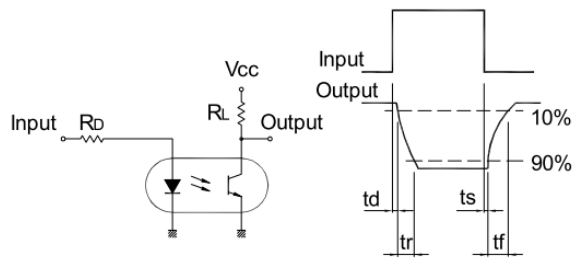 Vcc
RL
Input
RD
Output
Input
Output
10%
90%
td
ts
tr
tf